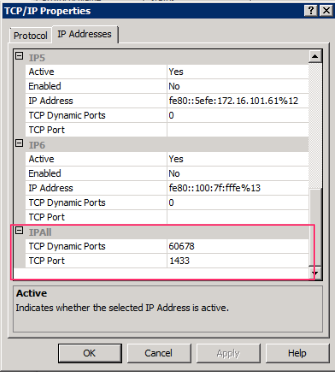 TCP/IP Properties
Protocol IP Addresses
IP5
Active Yes
Enabled No
IP Address fe80::5efe:172.16.101.61%12
TCP Dynamic Ports 0
TCP Port
IP6
Active Yes
Enabled No
IP Address fe80::100:7f:fffe%13
TCP Dynamic Ports 0
TCP Port
IPAll
TCP Dynamic Ports 60678
TCP Port 1433
Active
Indicates whether the selected IP Address is active.
OK Cancel Apply Help